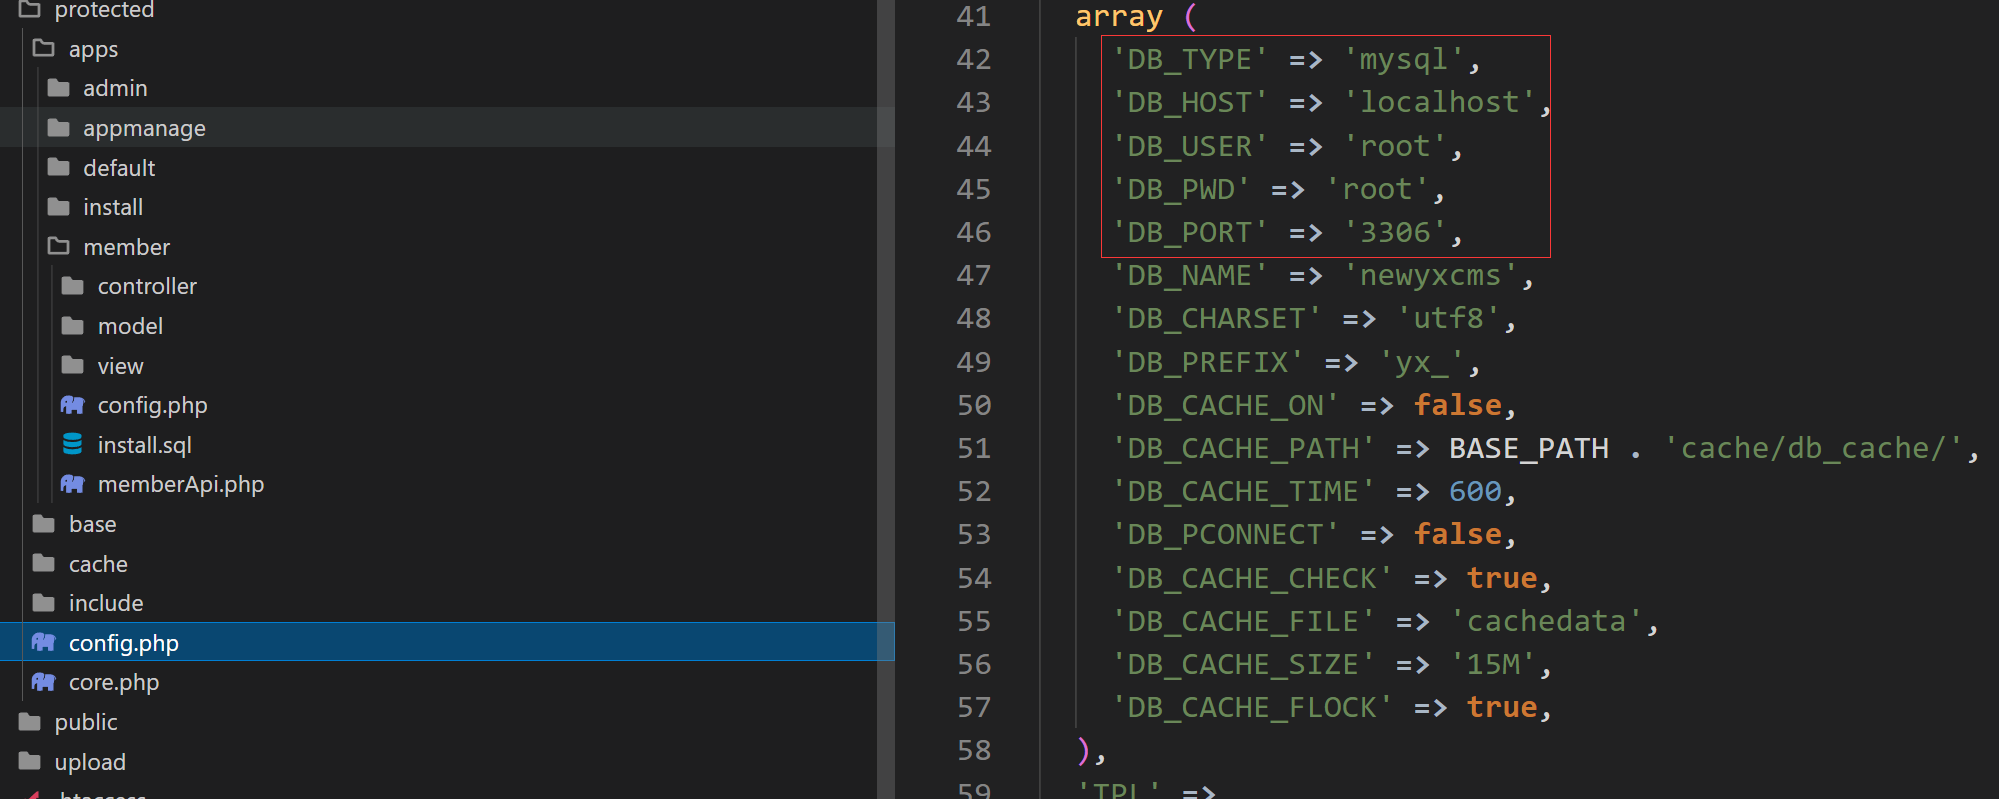 protected
apps
admin
appmanage
default
install
member
controller
model
view
config.php
install.sql
memberApi.php
base
cache
include
config.php
core.php
public
upload
.htaccess
41 array (
42 'DB_TYPE' => 'mysql',
43 'DB_HOST' => 'localhost',
44 'DB_USER' => 'root',
45 'DB_PWD' => 'root',
46 'DB_PORT' => '3306',
47 'DB_NAME' => 'newyxcms',
48 'DB_CHARSET' => 'utf8',
49 'DB_PREFIX' => 'yx_',
50 'DB_CACHE_ON' => false,
51 'DB_CACHE_PATH' => BASE_PATH . 'cache/db_cache/',
52 'DB_CACHE_TIME' => 600,
53 'DB_PCONNECT' => false,
54 'DB_CACHE_CHECK' => true,
55 'DB_CACHE_FILE' => 'cachedata',
56 'DB_CACHE_SIZE' => '15M',
57 'DB_CACHE_FLOCK' => true,
58 ),
59 'TPL' =>